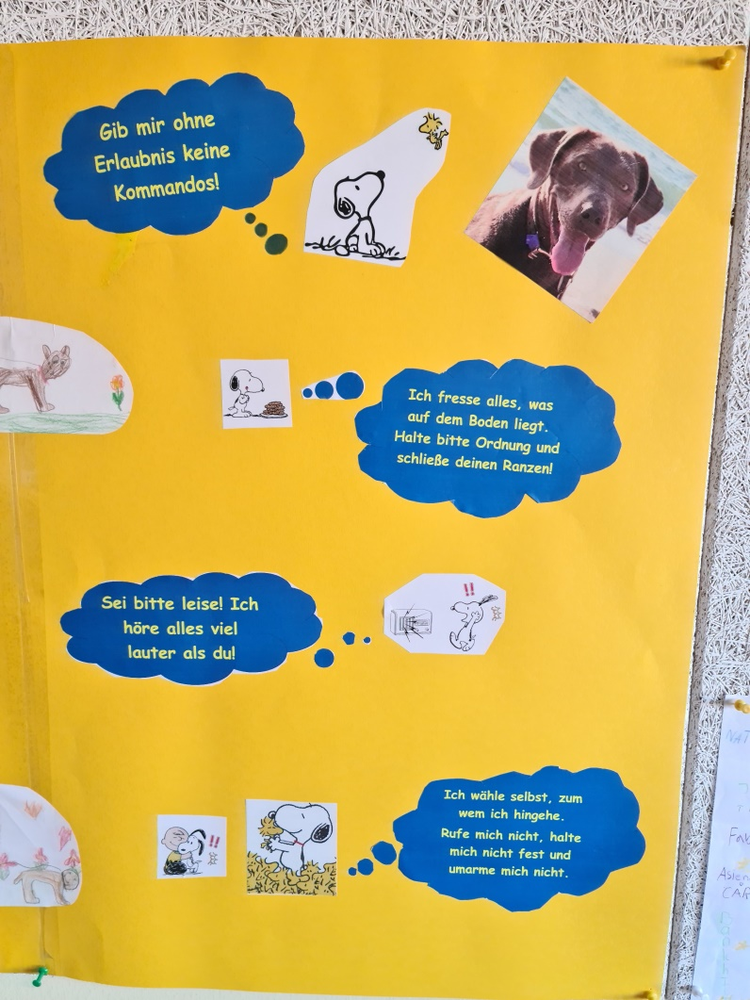 Gib mir ohne
Erlaubnis keine
Kommandos!
Ich fresse alles, was
auf dem Boden liegt.
Halte bitte Ordnung und
schließe deinen Ranzen!
Sei bitte leise! Ich
höre alles viel
lauter als du!
!!
Ich wähle selbst, zum
wem ich hingehe.
Rufe mich nicht, halte
mich nicht fest und
umarme mich nicht.
!!
NAT